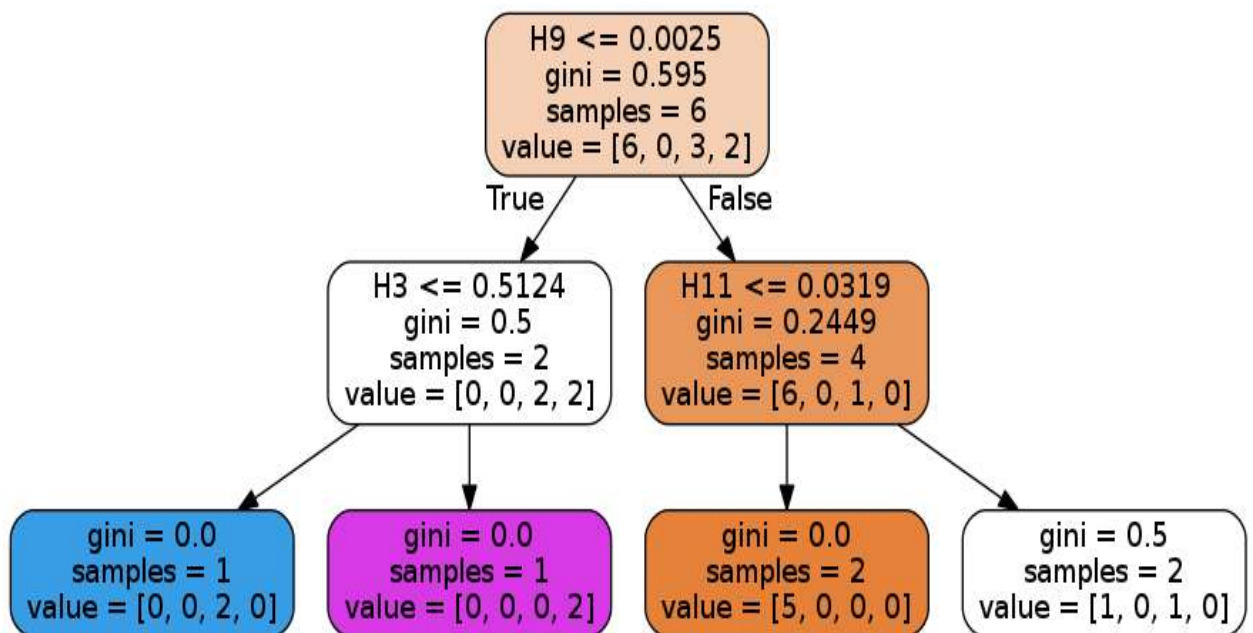 H9 <= 0.0025
gini = 0.595
samples = 6
value = [6, 0, 3, 2]
True
False
H3 <= 0.5124
gini = 0.5
samples = 2
value = [0, 0, 2, 2]
H11 <= 0.0319
gini = 0.2449
samples = 4
value = [6, 0, 1, 0]
gini = 0.0
samples = 1
value = [0, 0, 2, 0]
gini = 0.0
samples = 1
value = [0, 0, 0, 2]
gini = 0.0
samples = 2
value = [5, 0, 0, 0]
gini = 0.5
samples = 2
value = [1, 0, 1, 0]